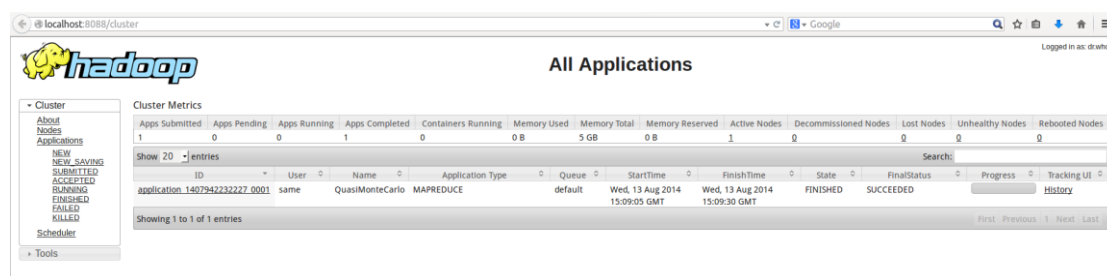 localhost:8088/cluster
Google
Logged in as: dr.who
hadoop
All Applications
Cluster
About
Nodes
Applications
NEW
NEW_SAVING
SUBMITTED
ACCEPTED
RUNNING
FINISHED
FAILED
KILLED
Scheduler
Tools
Cluster Metrics
Apps Submitted Apps Pending Apps Running Apps Completed Containers Running Memory Used Memory Total Memory Reserved Active Nodes Decommissioned Nodes Lost Nodes Unhealthy Nodes Rebooted Nodes
1 0 0 1 0 0 B 5 GB 0 B 1 0 0 0 0
Show 20 entries Search:
ID User Name Application Type Queue StartTime FinishTime State FinalStatus Progress Tracking UI
application_1407942232227_0001 same QuasiMonteCarlo MAPREDUCE default Wed, 13 Aug 2014 Wed, 13 Aug 2014 FINISHED SUCCEEDED History
15:09:05 GMT 15:09:30 GMT
Showing 1 to 1 of 1 entries First Previous 1 Next Last